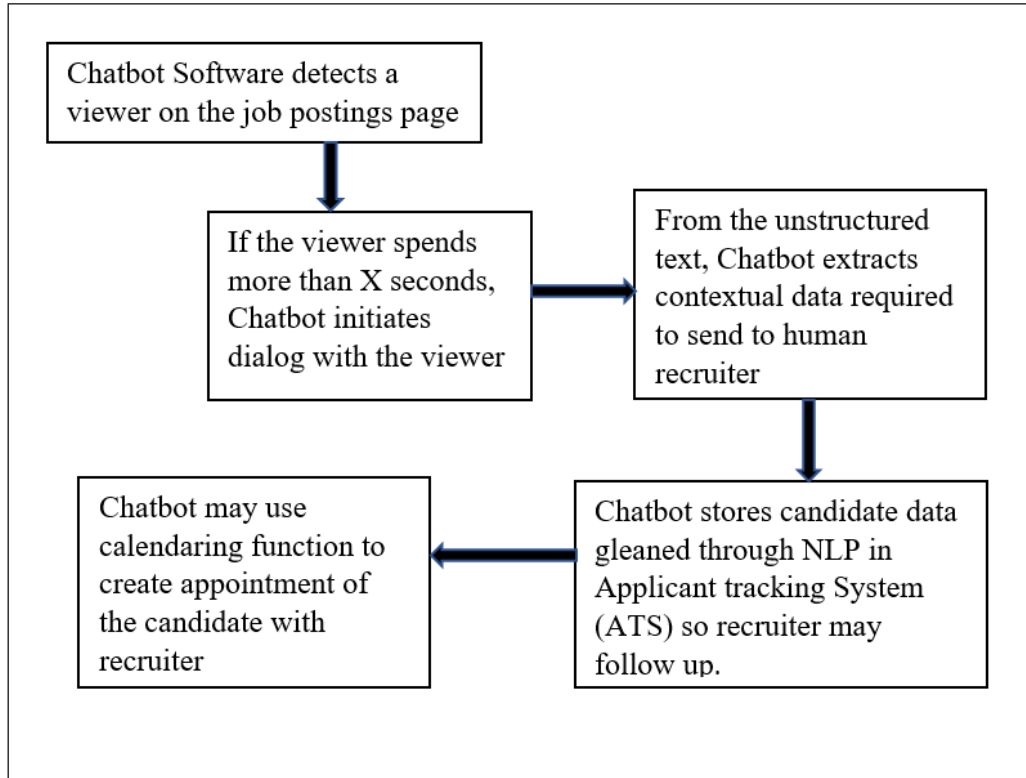 Chatbot Software detects a
viewer on the job postings page
If the viewer spends
more than X seconds,
Chatbot initiates
dialog with the viewer
From the unstructured
text, Chatbot extracts
contextual data required
to send to human
recruiter
Chatbot stores candidate data
gleaned through NLP in
Applicant tracking System
(ATS) so recruiter may
follow up.
Chatbot may use
calendaring function to
create appointment of
the candidate with
recruiter